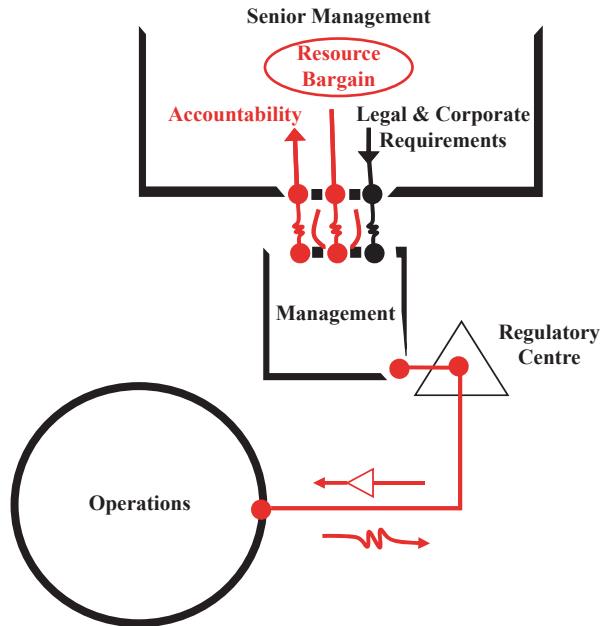 Senior Management
Resource
Bargain
Accountability
Legal & Corporate
Requirements
Management
Regulatory
Centre
Operations